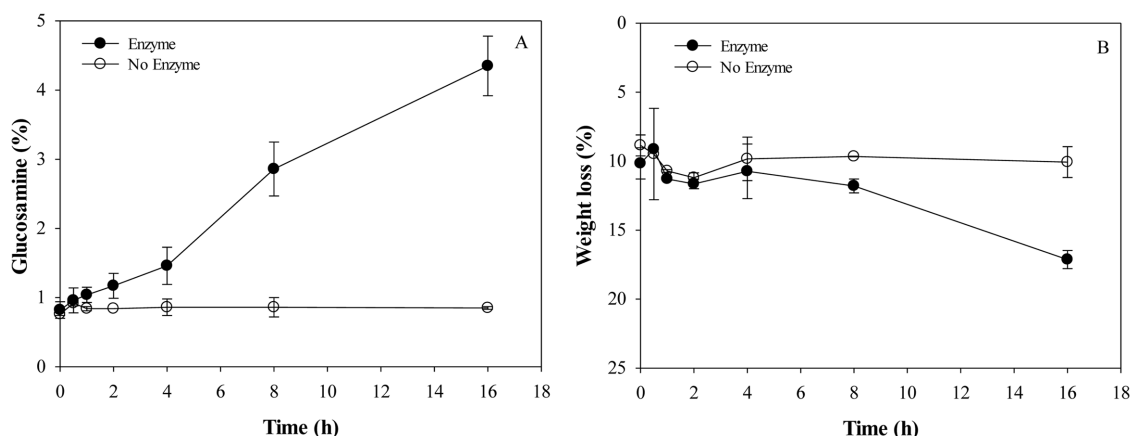 A
Enzyme
No Enzyme
Glucosamine (%)
5
4
3
2
1
0
0 2 4 6 8 10 12 14 16 18
Time (h)
B
Enzyme
No Enzyme
Weight loss (%)
0
5
10
15
20
25
0 2 4 6 8 10 12 14 16 18
Time (h)